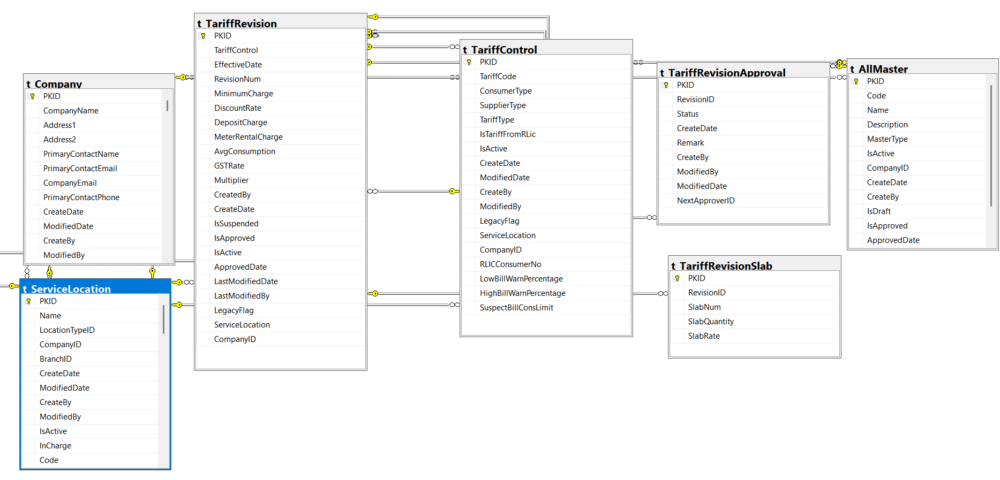 t_Company
PKID
CompanyName
Address1
Address2
PrimaryContactName
PrimaryContactEmail
CompanyEmail
PrimaryContactPhone
CreateDate
ModifiedDate
CreateBy
ModifiedBy
t_ServiceLocation
PKID
Name
LocationTypeID
CompanyID
BranchID
CreateDate
ModifiedDate
CreateBy
ModifiedBy
IsActive
InCharge
Code
t_TariffRevision
PKID
TariffControl
EffectiveDate
RevisionNum
MinimumCharge
DiscountRate
DepositCharge
MeterRentalCharge
AvgConsumption
GSTRate
Multiplier
CreatedBy
CreateDate
IsSuspended
IsApproved
IsActive
ApprovedDate
LastModifiedDate
LastModifiedBy
LegacyFlag
ServiceLocation
CompanyID
t_TariffControl
PKID
TariffCode
ConsumerType
SupplierType
TariffType
IsTariffFromRLic
IsActive
CreateDate
ModifiedDate
CreateBy
ModifiedBy
LegacyFlag
ServiceLocation
CompanyID
RLICConsumerNo
LowBillWarnPercentage
HighBillWarnPercentage
SuspectBillConsLimit
t_TariffRevisionApproval
PKID
RevisionID
Status
CreateDate
Remark
CreateBy
ModifiedBy
ModifiedDate
NextApproverID
t_TariffRevisionSlab
PKID
RevisionID
SlabNum
SlabQuantity
SlabRate
t_AllMaster
PKID
Code
Name
Description
MasterType
IsActive
CompanyID
CreateDate
CreateBy
IsDraft
IsApproved
ApprovedDate